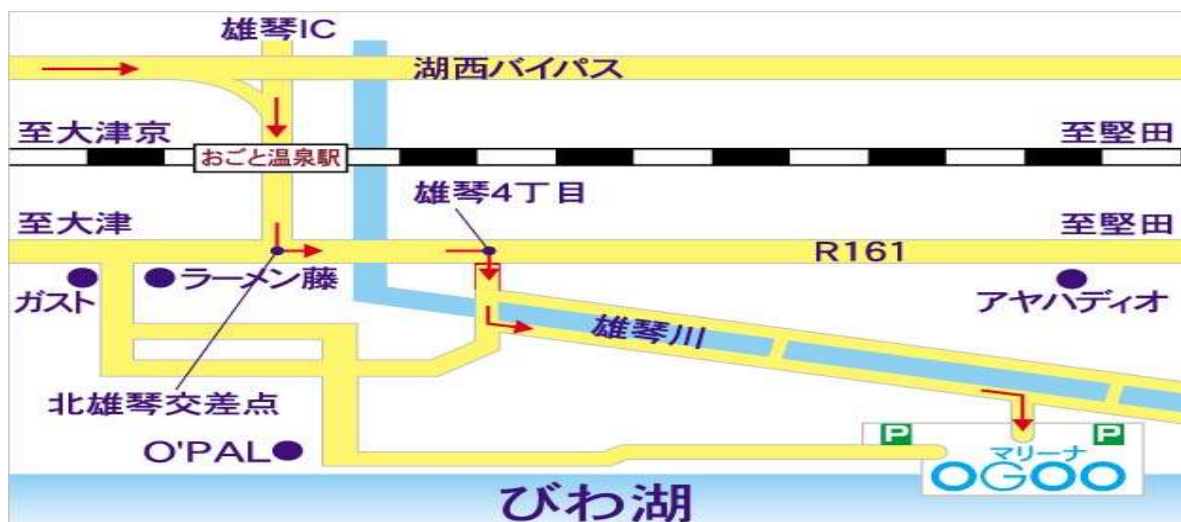 雄琴IC
湖西バイパス
至大津京
至堅田
おごと温泉駅
雄琴4丁目
至大津
至堅田
R161
ガスト
ラーメン藤
アヤハディオ
雄琴川
北雄琴交差点
O'PAL
P
P
マリーナ
OGOO
びわ湖